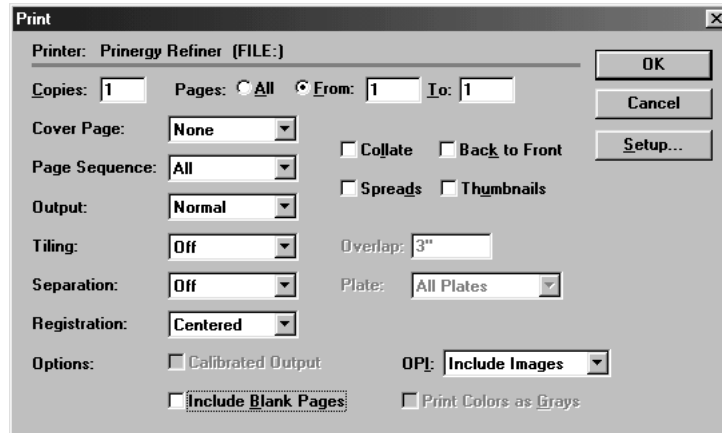 Print
Printer: Prinergy Refiner (FILE:)
OK
Copies: 1 Pages: All From: 1 To: 1
Cancel
Cover Page: None
Collate Back to Front
Setup...
Page Sequence: All
Spreads Thumbnails
Output: Normal
Tiling: Off Overlap: 3"
Separation: Off Plate: All Plates
Registration: Centered
Options: Calibrated Output OPI: Include Images
Include Blank Pages Print Colors as Grays